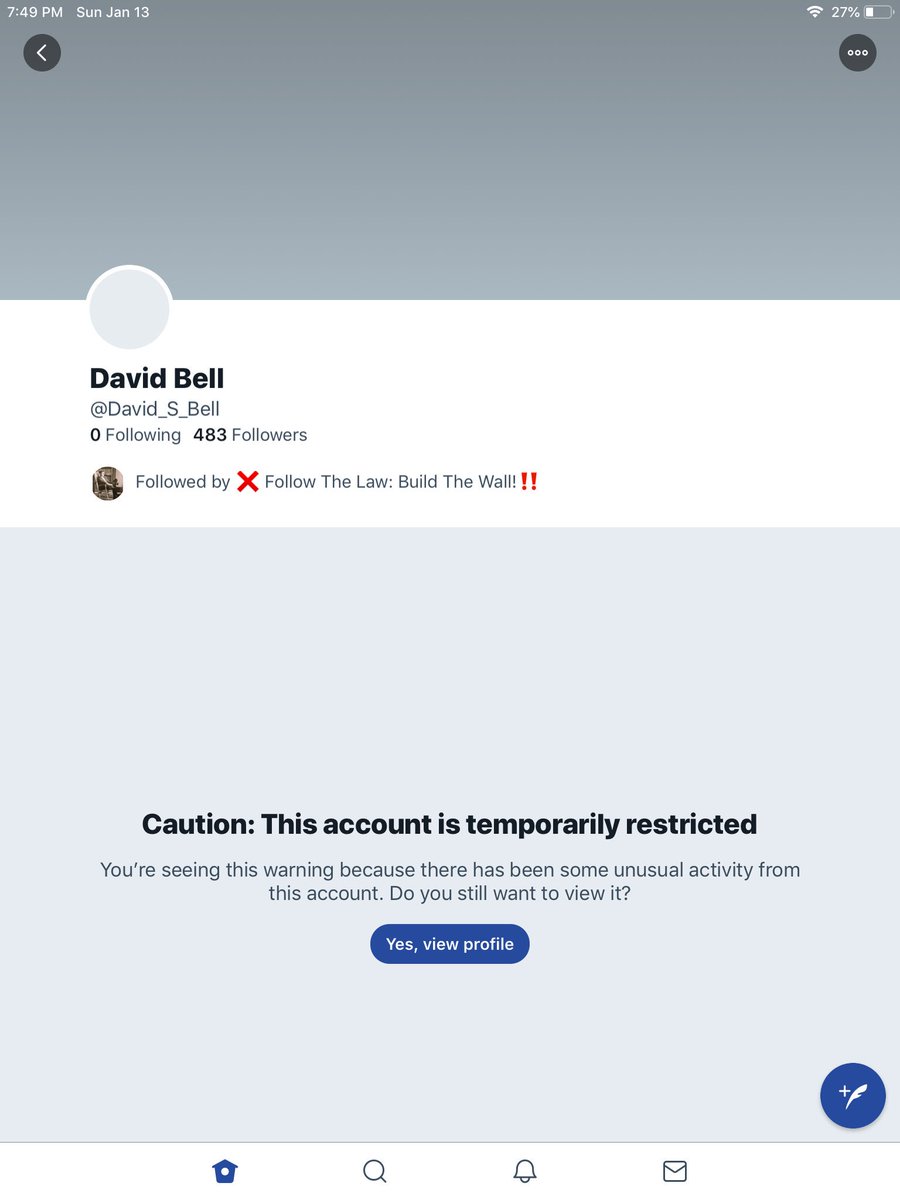 7:49 PM Sun Jan 13 27%
David Bell
@David_S_Bell
0 Following 483 Followers
Followed by ❌ Follow The Law: Build The Wall!‼️
Caution: This account is temporarily restricted
You’re seeing this warning because there has been some unusual activity from
this account. Do you still want to view it?
Yes, view profile